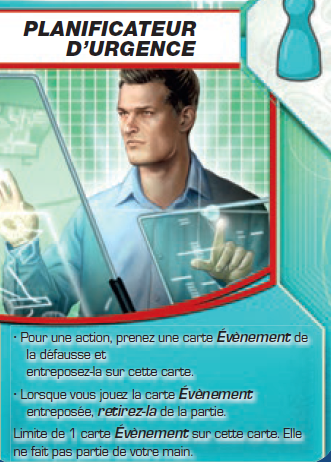 PLANIFICATEUR
D'URGENCE
· Pour une action, prenez une carte Évènement de
la défausse et
entreposez-la sur cette carte.
· Lorsque vous jouez la carte Évènement
entreposée, retirez-la de la partie.
Limite de 1 carte Évènement sur cette carte. Elle
ne fait pas partie de votre main.